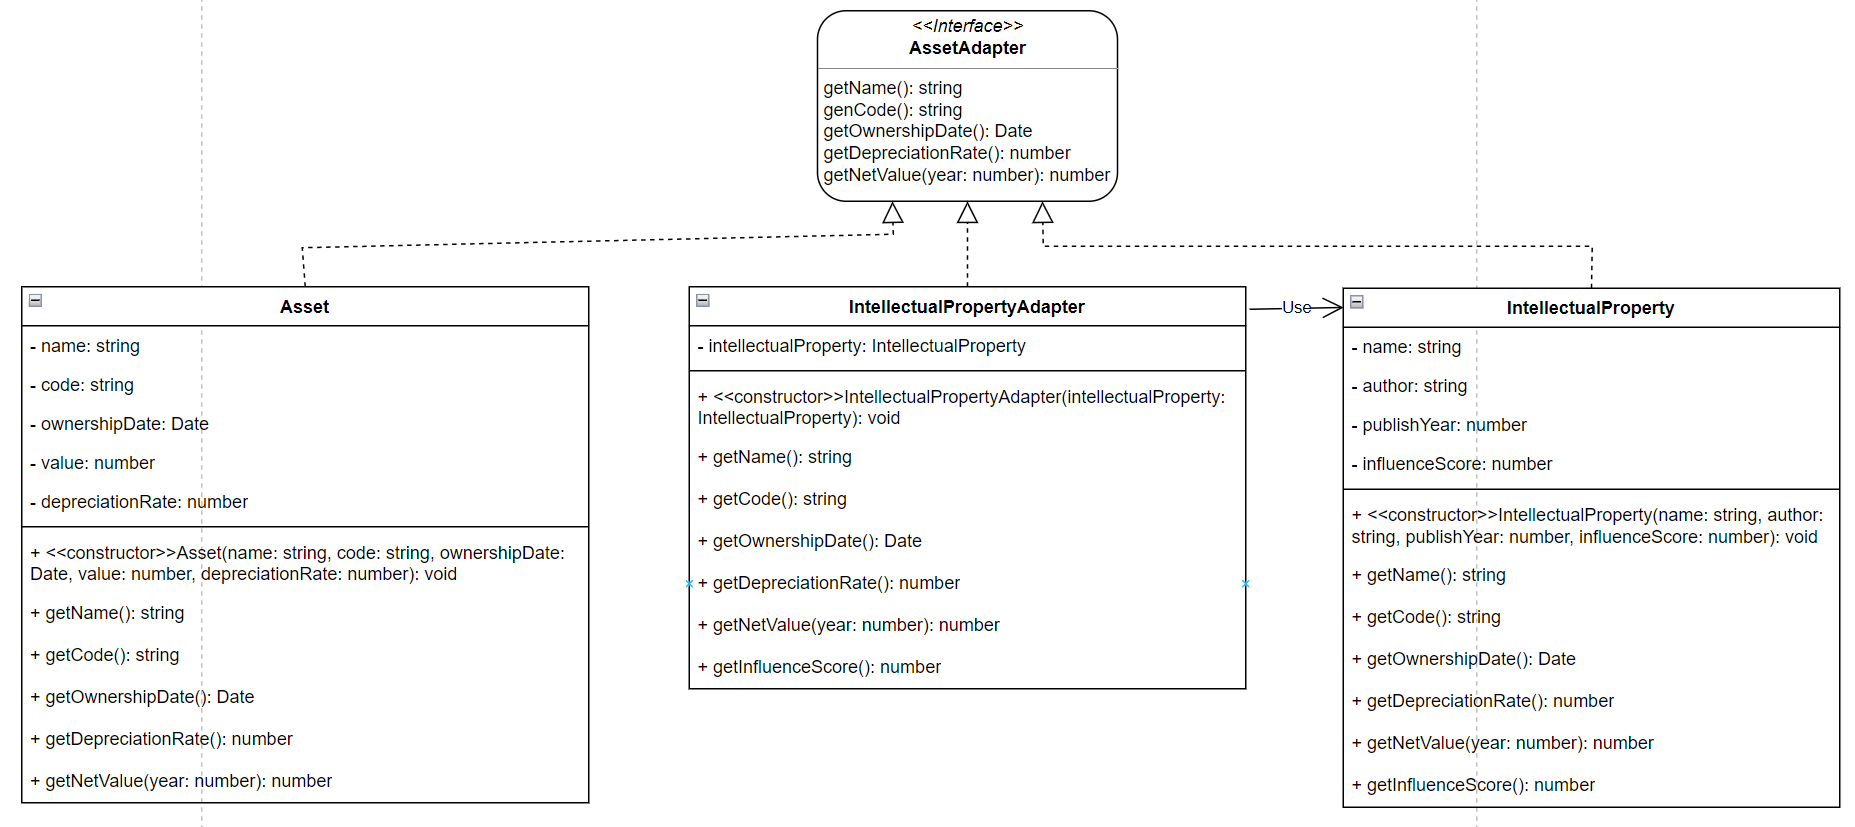 <<Interface>>
AssetAdapter
getName(): string
genCode(): string
getOwnershipDate(): Date
getDepreciationRate(): number
getNetValue(year: number): number
Asset
- name: string
- code: string
- ownershipDate: Date
- value: number
- depreciationRate: number
+ <<constructor>>Asset(name: string, code: string, ownershipDate:
Date, value: number, depreciationRate: number): void
+ getName(): string
+ getCode(): string
+ getOwnershipDate(): Date
+ getDepreciationRate(): number
+ getNetValue(year: number): number
IntellectualPropertyAdapter
- intellectualProperty: IntellectualProperty
+ <<constructor>>IntellectualPropertyAdapter(intellectualProperty:
IntellectualProperty): void
+ getName(): string
+ getCode(): string
+ getOwnershipDate(): Date
+ getDepreciationRate(): number
+ getNetValue(year: number): number
+ getInfluenceScore(): number
Use
IntellectualProperty
- name: string
- author: string
- publishYear: number
- influenceScore: number
+ <<constructor>>IntellectualProperty(name: string, author:
string, publishYear: number, influenceScore: number): void
+ getName(): string
+ getCode(): string
+ getOwnershipDate(): Date
+ getDepreciationRate(): number
+ getNetValue(year: number): number
+ getInfluenceScore(): number